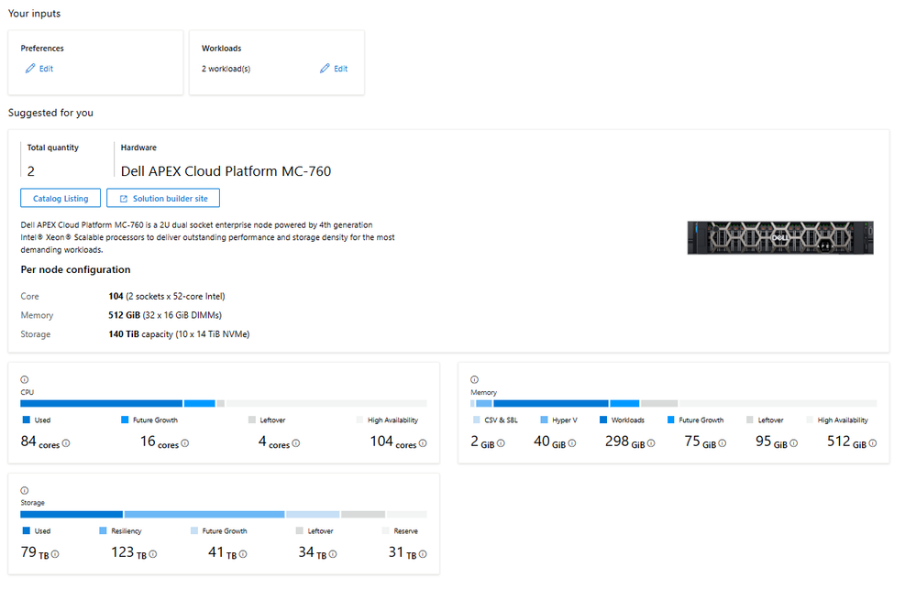 Your inputs
Preferences
Edit
Workloads
2 workload(s)
Edit
Suggested for you
Total quantity
2
Hardware
Dell APEX Cloud Platform MC-760
Catalog Listing
Solution builder site
Dell APEX Cloud Platform MC-760 is a 2U dual socket enterprise node powered by 4th generation
Intel® Xeon® Scalable processors to deliver outstanding performance and storage density for the most
demanding workloads.
DELL
Per node configuration
Core 104 (2 sockets x 52-core Intel)
Memory 512 GiB (32 x 16 GiB DIMMs)
Storage 140 TiB capacity (10 x 14 TiB NVMe)
CPU
Used Future Growth Leftover High Availability
84 cores 16 cores 4 cores 104 cores
Memory
CSV & SBL Hyper V Workloads Future Growth Leftover High Availability
2 GiB 40 GiB 298 GiB 75 GiB 95 GiB 512 GiB
Storage
Used Resiliency Future Growth Leftover Reserve
79 TB 123 TB 41 TB 34 TB 31 TB